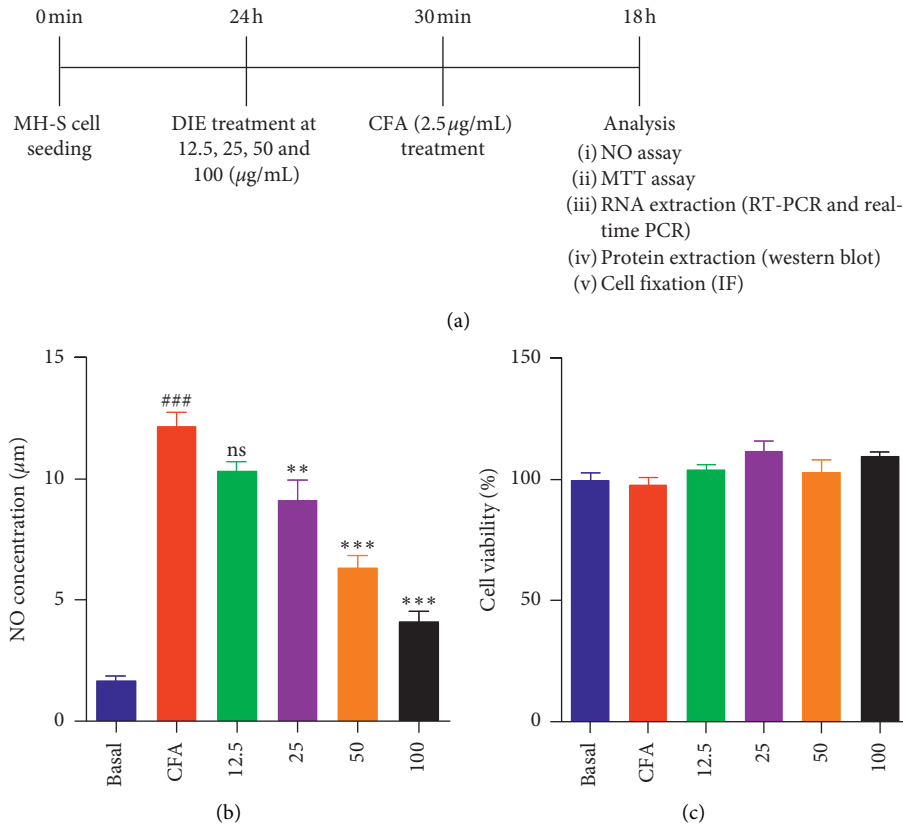 0 min
24 h
30 min
18 h
MH-S cell
seeding
DIE treatment at
12.5, 25, 50 and
100 (μg/mL)
CFA (2.5 μg/mL)
treatment
Analysis
(i) NO assay
(ii) MTT assay
(iii) RNA extraction (RT-PCR and real-
time PCR)
(iv) Protein extraction (western blot)
(v) Cell fixation (IF)
(a)
NO concentration (μm)
15
10
5
0
###
ns
**
***
***
Basal
CFA
12.5
25
50
100
(b)
Cell viability (%)
150
100
50
0
Basal
CFA
12.5
25
50
100
(c)